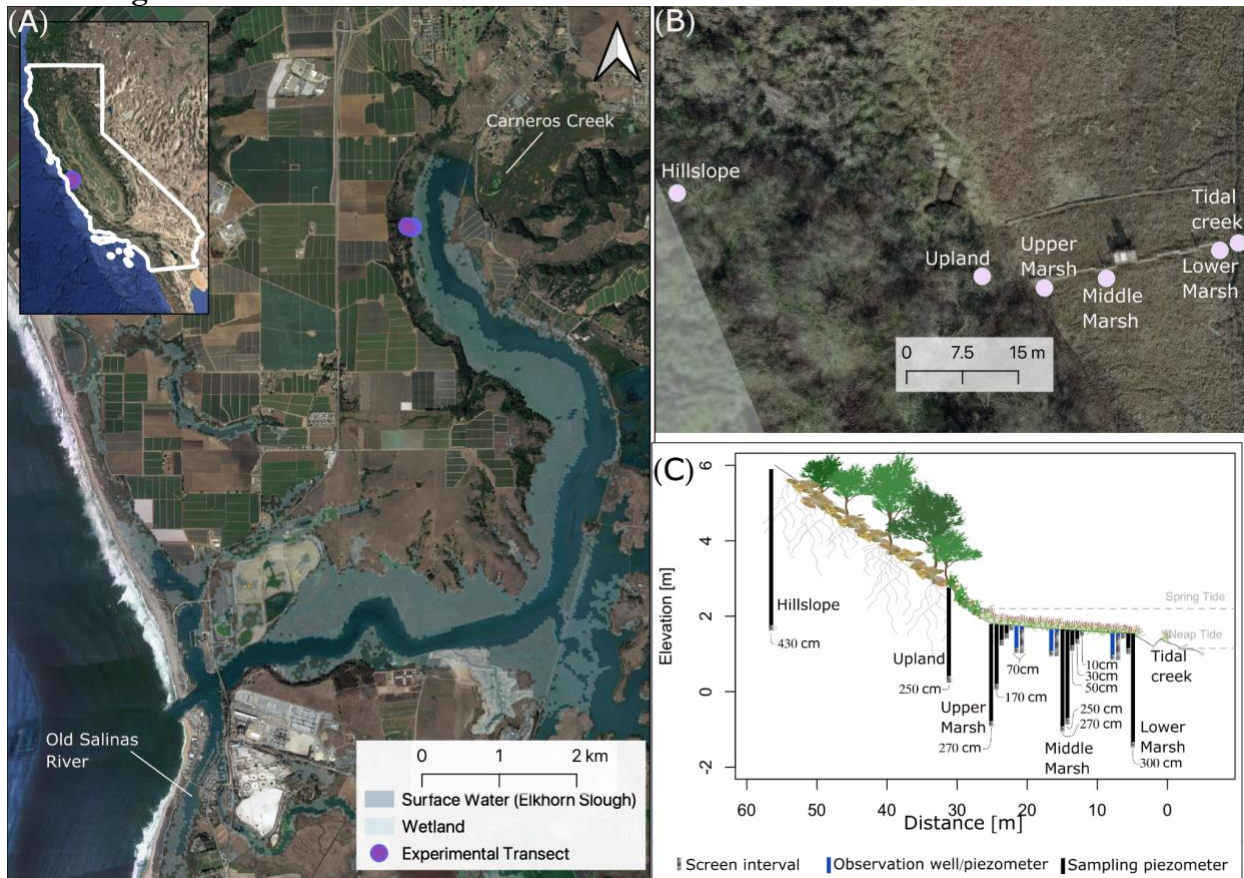 (A)
Carneros Creek
Old Salinas
River
0 1 2 km
Surface Water (Elkhorn Slough)
Wetland
Experimental Transect
(B)
Hillslope
Upland
Upper
Marsh
Middle
Marsh
Tidal
creek
Lower
Marsh
0 7.5 15 m
(C)
6
4
2
0
-2
Elevation [m]
Spring Tide
Neap Tide
Hillslope
430 cm
Upland
250 cm
Upper
Marsh
270 cm
70cm
170 cm
10cm
30cm
50cm
250 cm
270 cm
Middle
Marsh
Tidal
creek
Lower
Marsh
300 cm
60 50 40 30 20 10 0
Distance [m]
Screen interval
Observation well/piezometer
Sampling piezometer